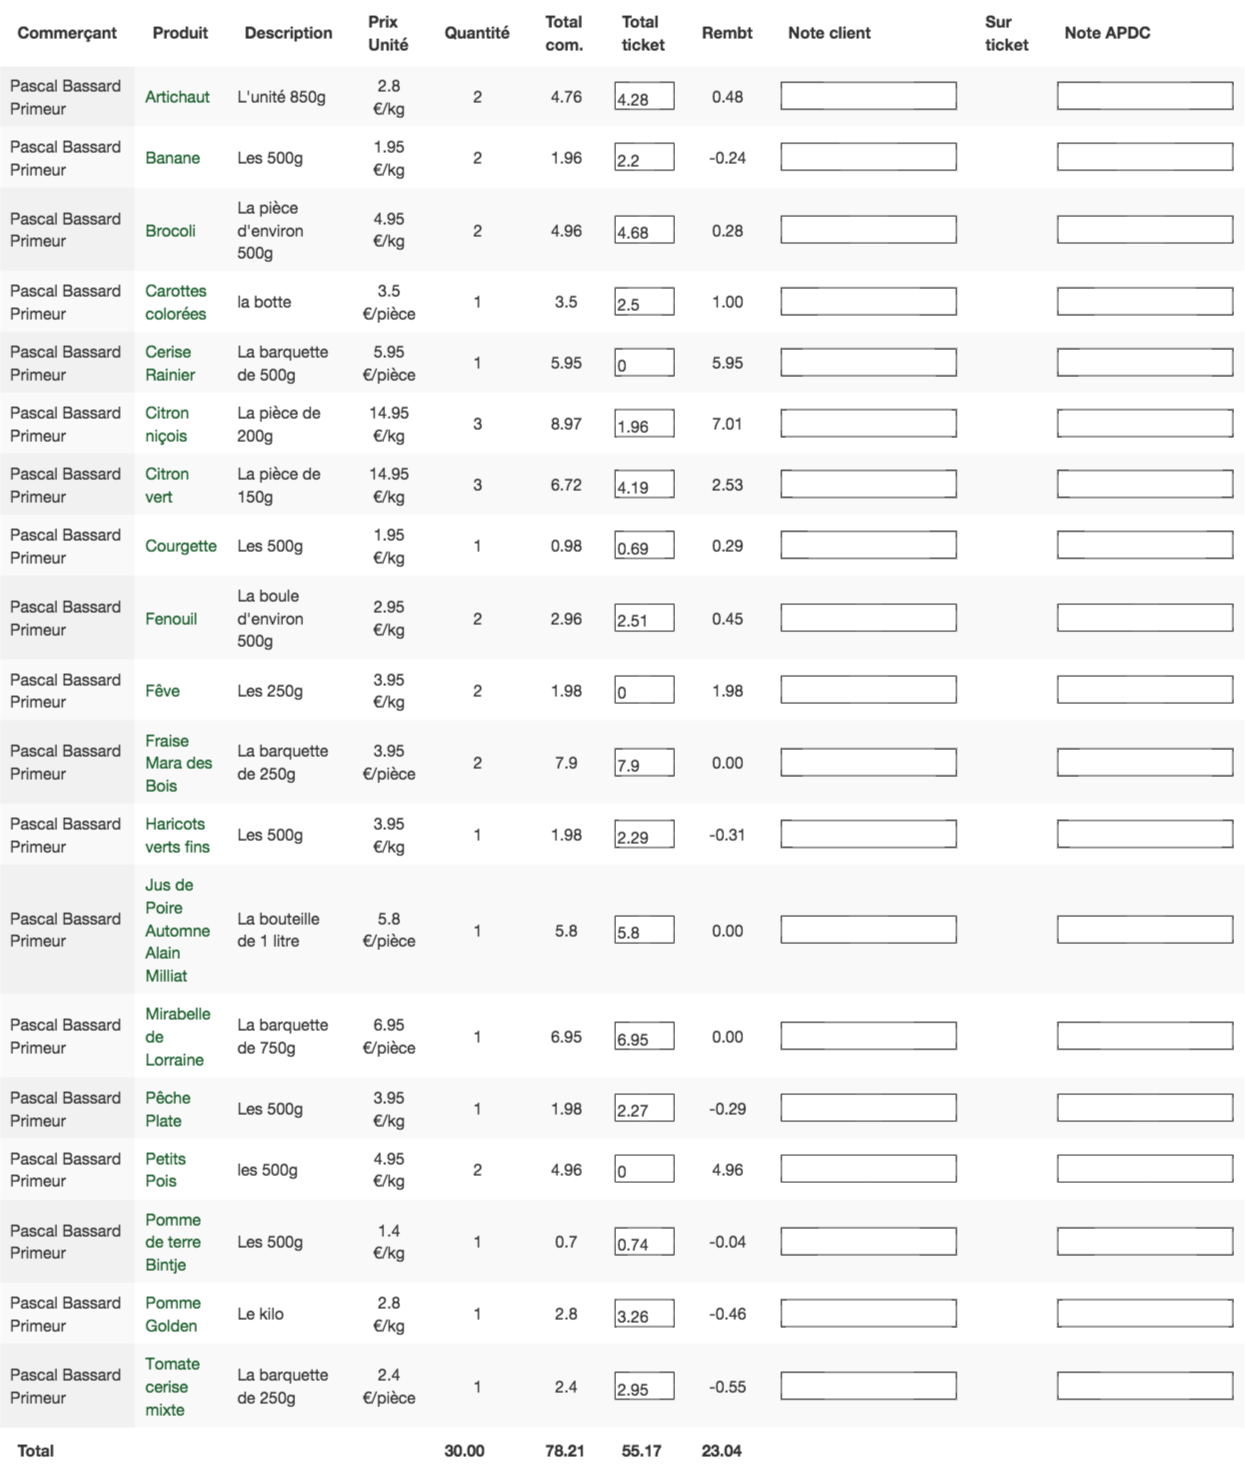 Commerçant Produit Description Prix Unité Quantité Total com. Total ticket Rembt Note client Sur ticket Note APDC
Pascal Bassard Primeur Artichaut L'unité 850g 2.8 €/kg 2 4.76 4.28 0.48
Pascal Bassard Primeur Banane Les 500g 1.95 €/kg 2 1.96 2.2 -0.24
Pascal Bassard Primeur Brocoli La pièce d'environ 500g 4.95 €/kg 2 4.96 4.68 0.28
Pascal Bassard Primeur Carottes colorées la botte 3.5 €/pièce 1 3.5 2.5 1.00
Pascal Bassard Primeur Cerise Rainier La barquette de 500g 5.95 €/pièce 1 5.95 0 5.95
Pascal Bassard Primeur Citron niçois La pièce de 200g 14.95 €/kg 3 8.97 1.96 7.01
Pascal Bassard Primeur Citron vert La pièce de 150g 14.95 €/kg 3 6.72 4.19 2.53
Pascal Bassard Primeur Courgette Les 500g 1.95 €/kg 1 0.98 0.69 0.29
Pascal Bassard Primeur Fenouil La boule d'environ 500g 2.95 €/kg 2 2.96 2.51 0.45
Pascal Bassard Primeur Fêve Les 250g 3.95 €/kg 2 1.98 0 1.98
Pascal Bassard Primeur Fraise Mara des Bois La barquette de 250g 3.95 €/pièce 2 7.9 7.9 0.00
Pascal Bassard Primeur Haricots verts fins Les 500g 3.95 €/kg 1 1.98 2.29 -0.31
Pascal Bassard Primeur Jus de Poire Automne Alain Milliat La bouteille de 1 litre 5.8 €/pièce 1 5.8 5.8 0.00
Pascal Bassard Primeur Mirabelle de Lorraine La barquette de 750g 6.95 €/pièce 1 6.95 6.95 0.00
Pascal Bassard Primeur Pêche Plate Les 500g 3.95 €/kg 1 1.98 2.27 -0.29
Pascal Bassard Primeur Petits Pois les 500g 4.95 €/kg 2 4.96 0 4.96
Pascal Bassard Primeur Pomme de terre Bintje Les 500g 1.4 €/kg 1 0.7 0.74 -0.04
Pascal Bassard Primeur Pomme Golden Le kilo 2.8 €/kg 1 2.8 3.26 -0.46
Pascal Bassard Primeur Tomate cerise mixte La barquette de 250g 2.4 €/pièce 1 2.4 2.95 -0.55
Total 30.00 78.21 55.17 23.04